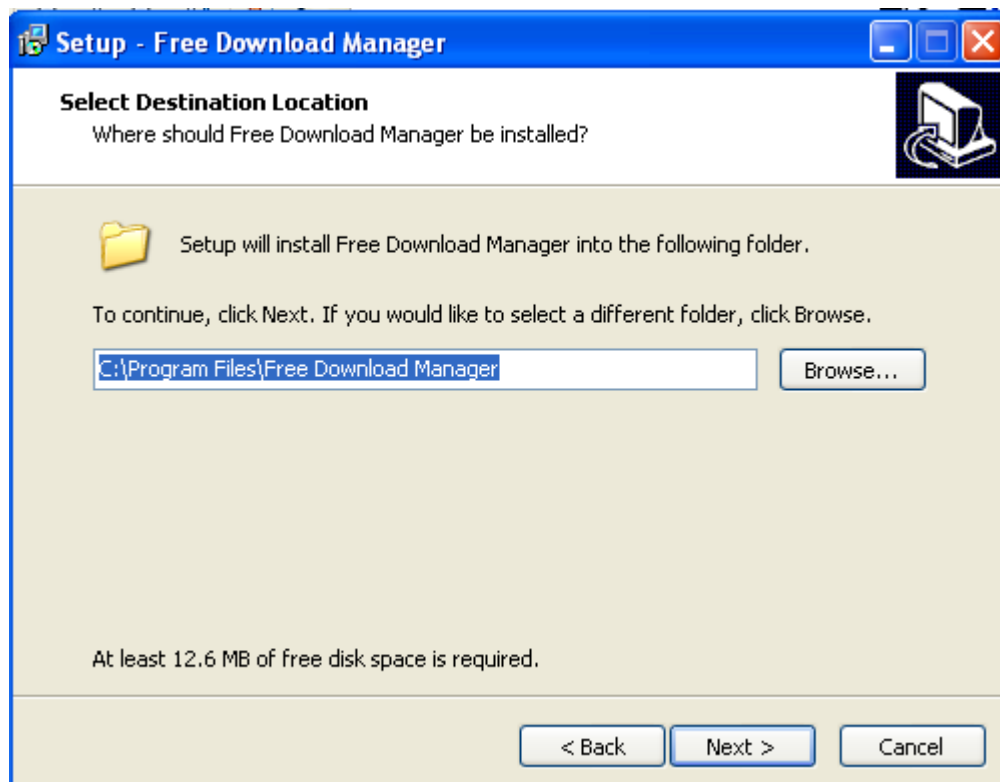 Setup - Free Download Manager
Select Destination Location
Where should Free Download Manager be installed?
Setup will install Free Download Manager into the following folder.
To continue, click Next. If you would like to select a different folder, click Browse.
C:\Program Files\Free Download Manager
Browse...
At least 12.6 MB of free disk space is required.
< Back
Next >
Cancel